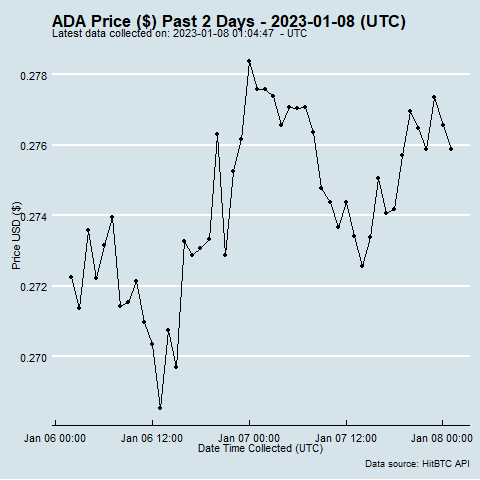 ADA Price ($) Past 2 Days - 2023-01-08 (UTC)
Latest data collected on: 2023-01-08 01:04:47 - UTC
0.278
0.276
0.274
0.272
0.270
Price USD ($)
Jan 06 00:00 Jan 06 12:00 Jan 07 00:00 Jan 07 12:00 Jan 08 00:00
Date Time Collected (UTC)
Data source: HitBTC API